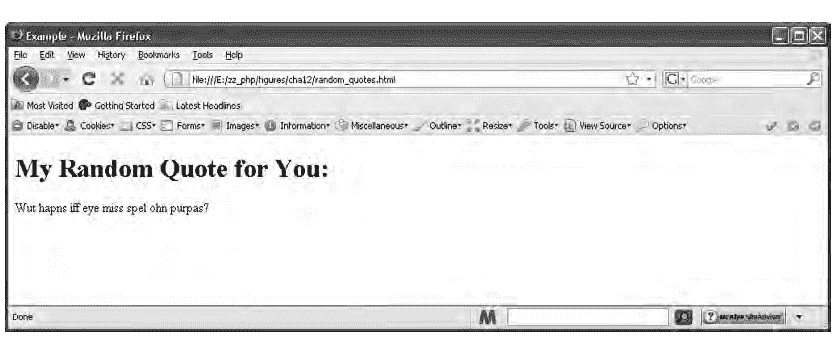 Example - Mozilla Firefox
File Edit View History Bookmarks Tools Help
file:///E:/zz_php/figures/cha12/random_quotes.html
G Google
Most Visited Getting Started Latest Headlines
Disable Cookies CSS Forms Images Information Miscellaneous Outline Resize Tools View Source Options
My Random Quote for You:
Wut hapns iff eye miss spel ohn purpas?
Done